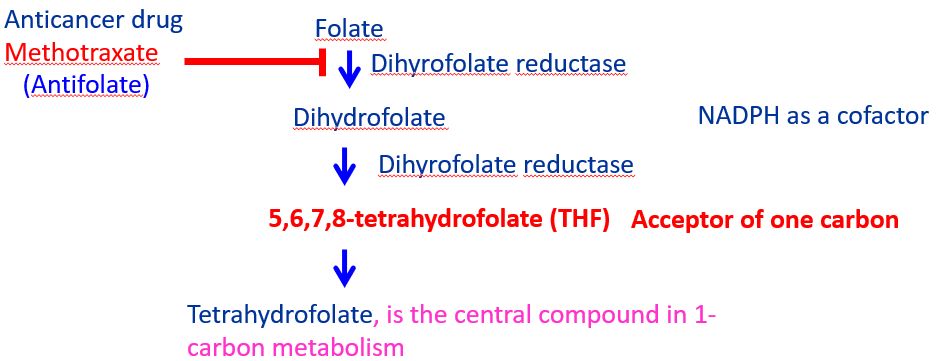 Anticancer drug
Methotraxate
(Antifolate)
Folate
Dihyrofolate reductase
Dihydrofolate
NADPH as a cofactor
Dihyrofolate reductase
5,6,7,8-tetrahydrofolate (THF) Acceptor of one carbon
Tetrahydrofolate, is the central compound in 1-
carbon metabolism